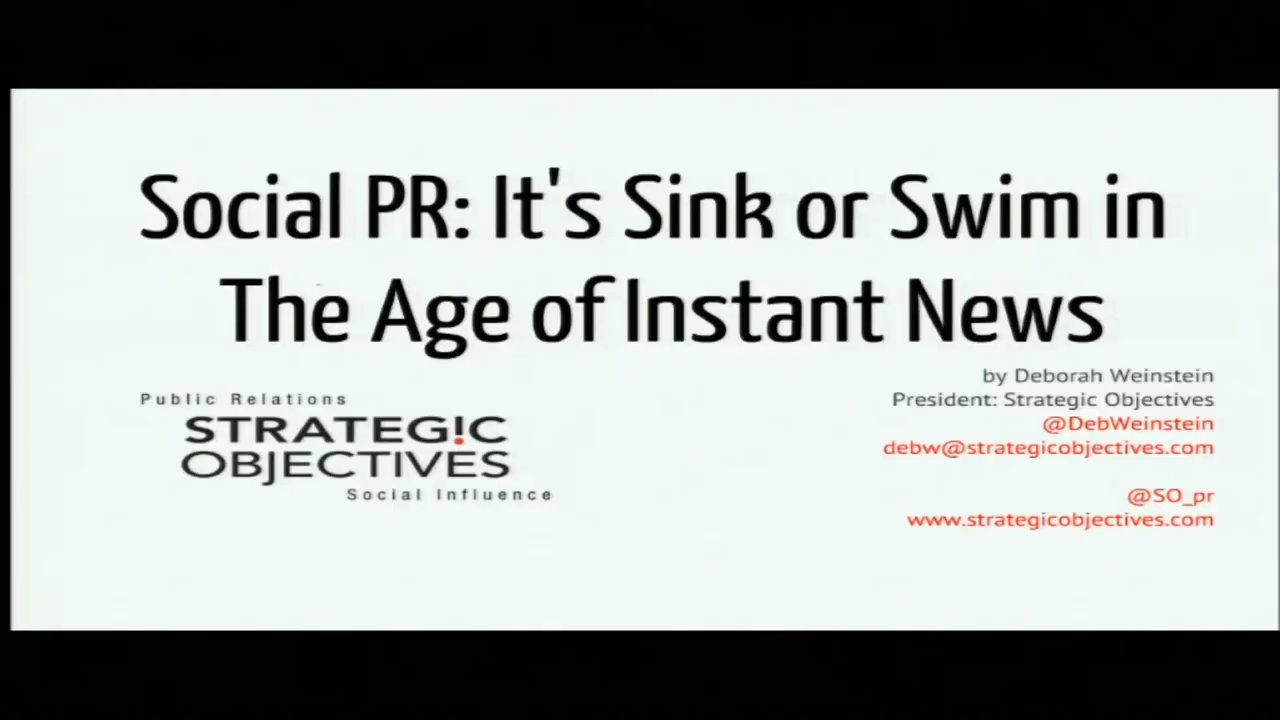 Social PR: It's Sink or Swim in
The Age of Instant News
by Deborah Weinstein
President: Strategic Objectives
@DebWeinstein
debw@strategicobjectives.com
@SO_pr
www.strategicobjectives.com
Public Relations
STRATEG!C
OBJECTIVES
Social Influence